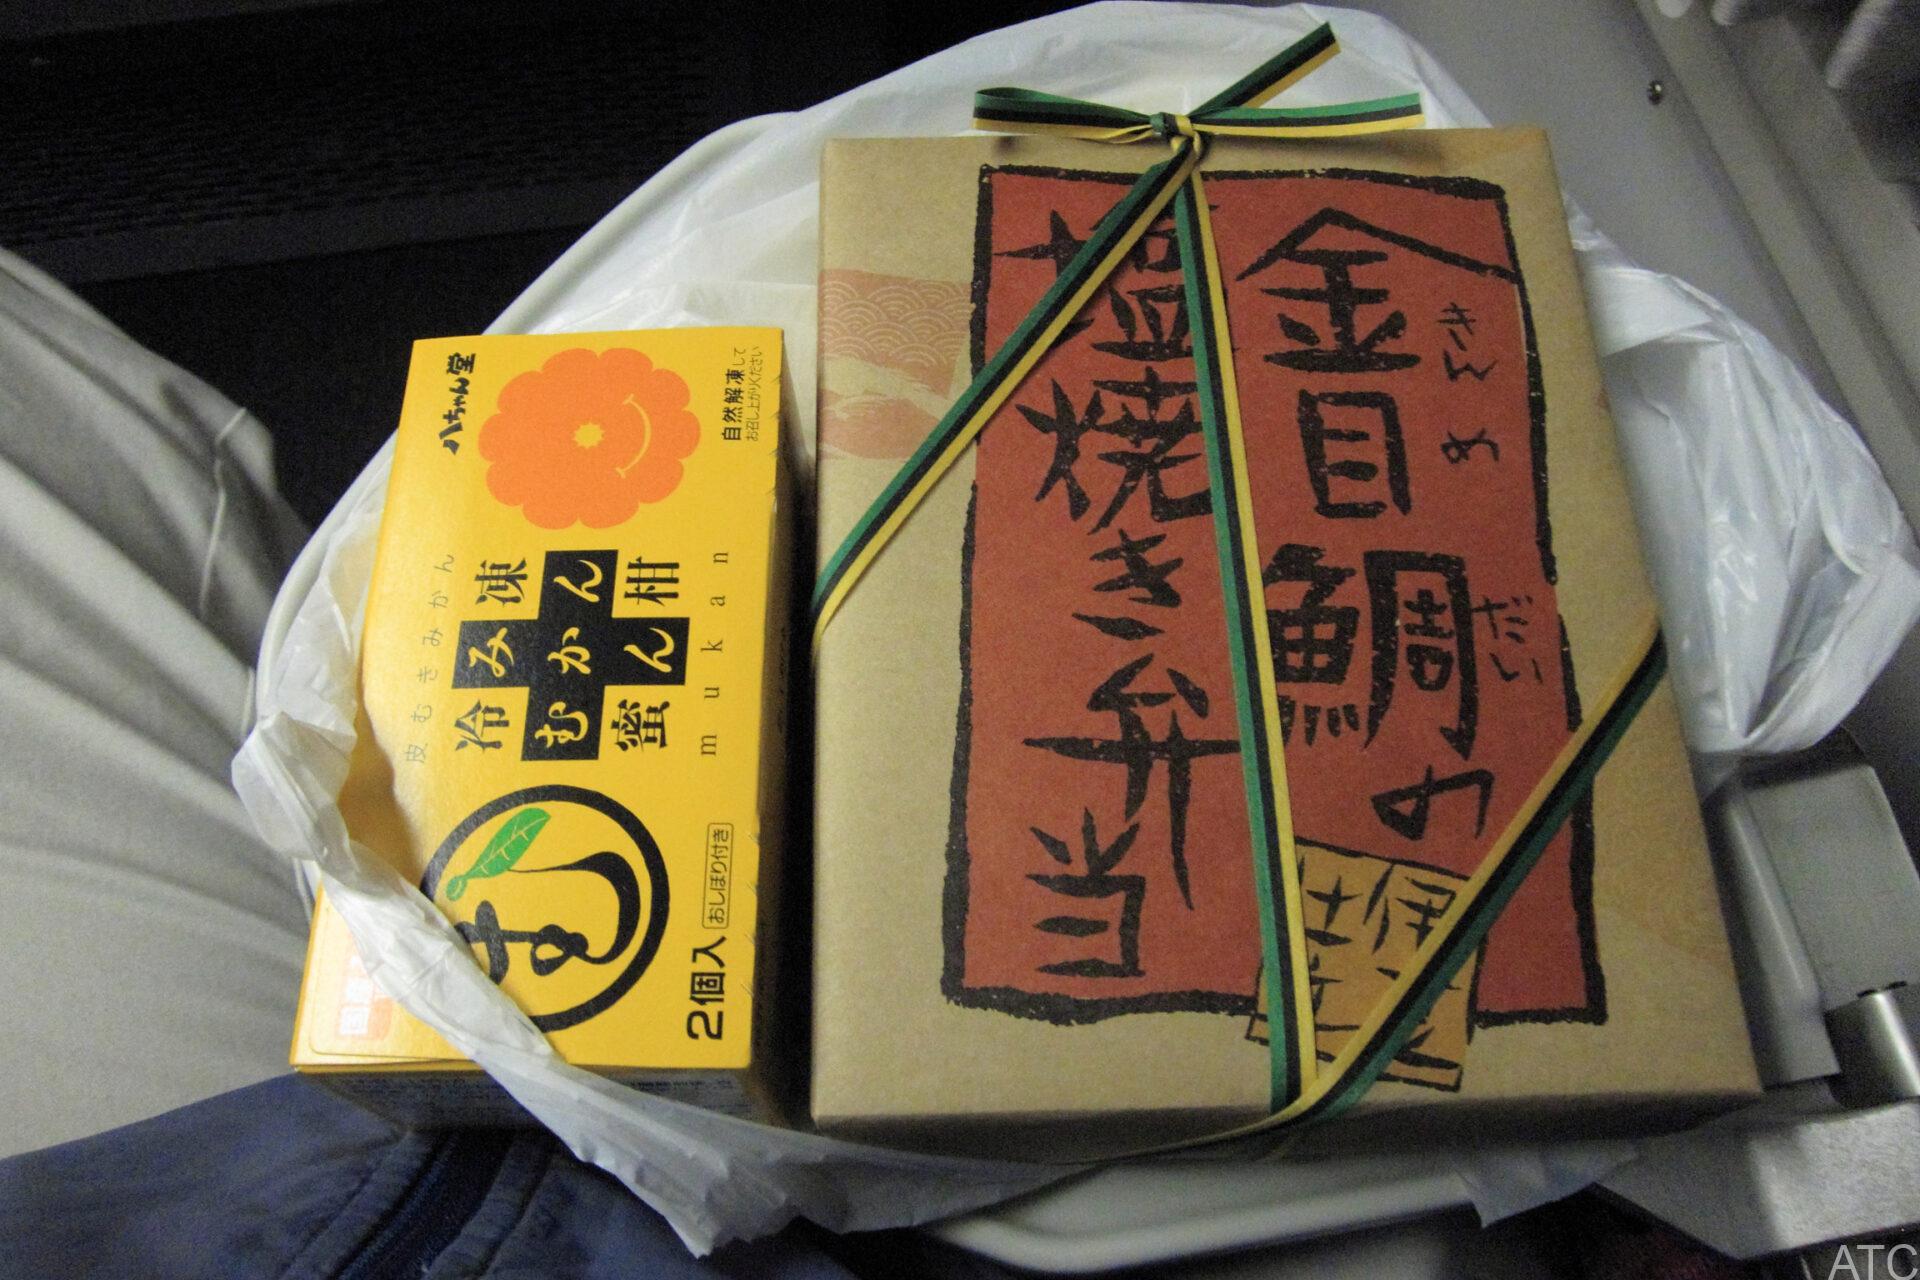 金目鯛の
きんめ
だい
塩焼き弁当
八ちゃん堂
自然解凍して
お召し上がりください
皮むきみかん
冷凍
みかん
むかん
蜜柑
mukan
む
おしぼり付き
2個入
ATC